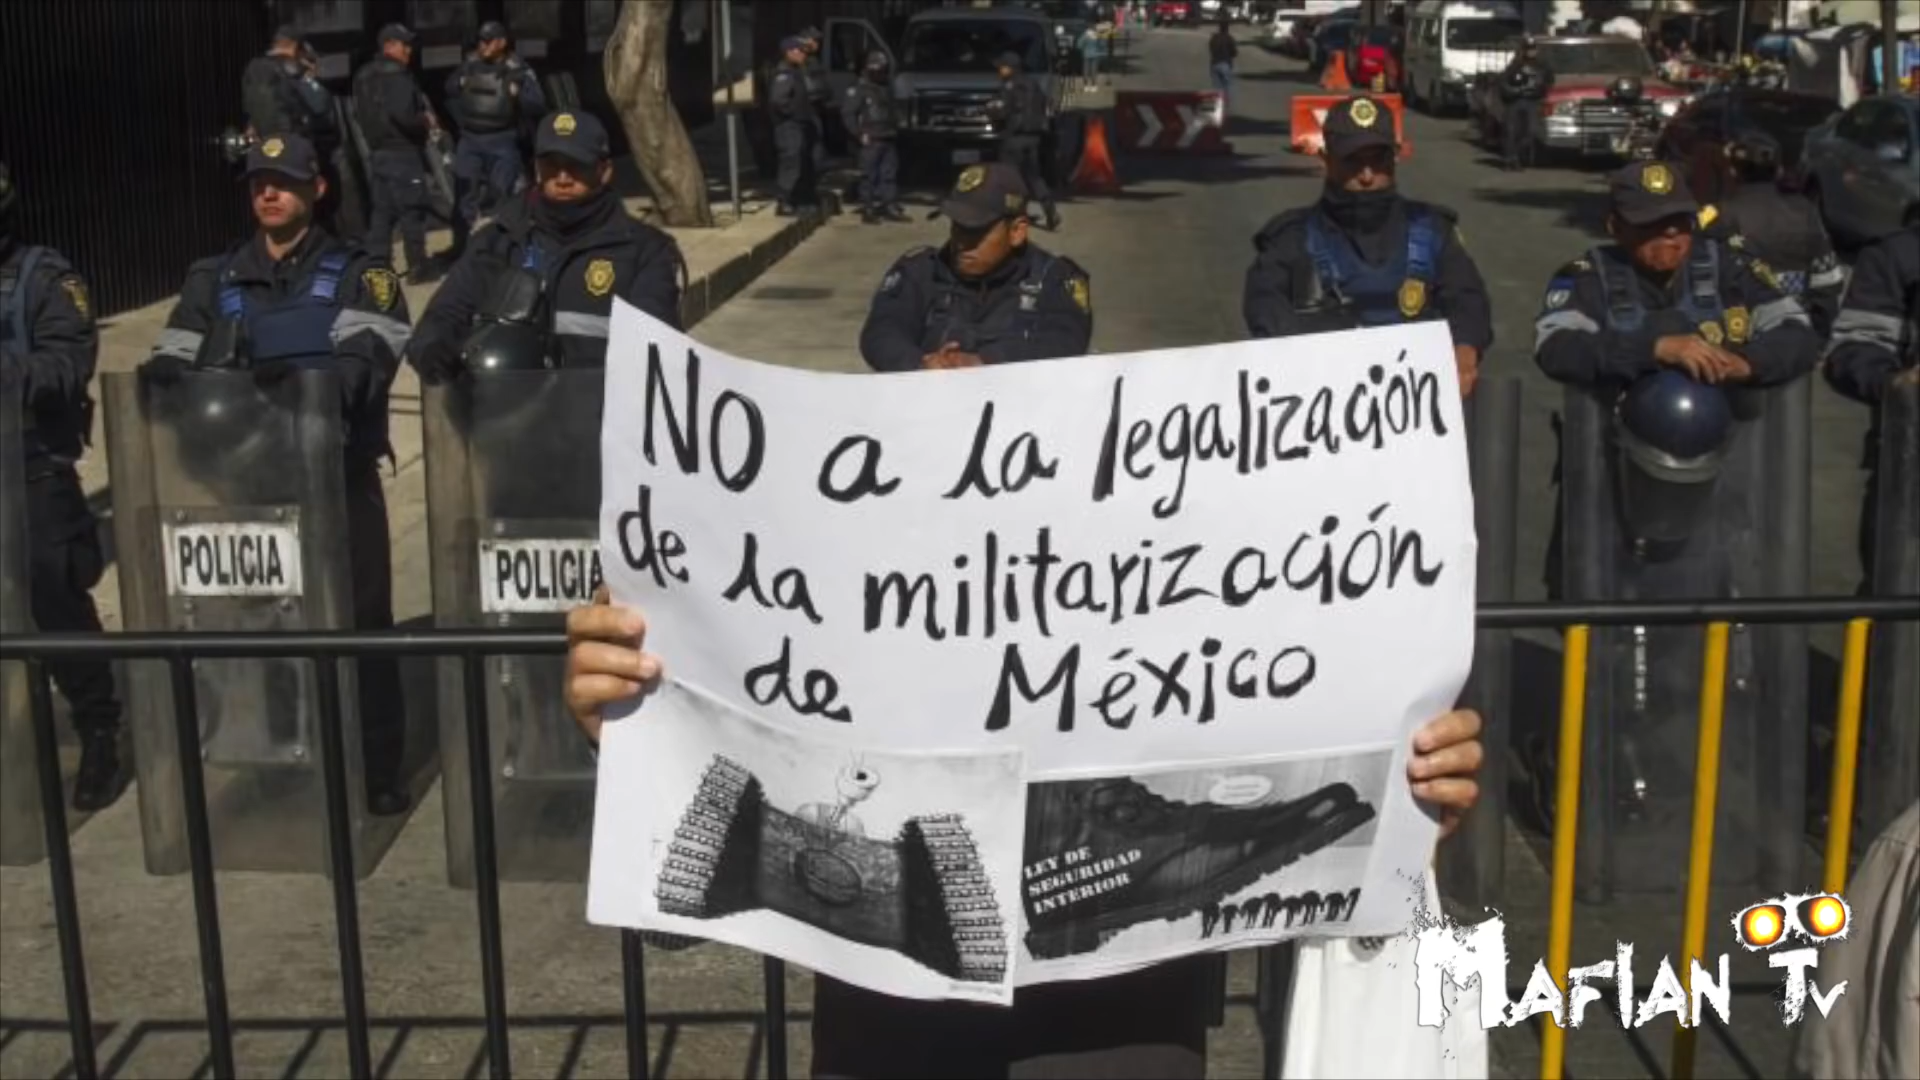 No a la legalización
de la militarización
de México
POLICIA
POLICIA
LEY DE
SEGURIDAD
INTERIOR
MAFIAN TV